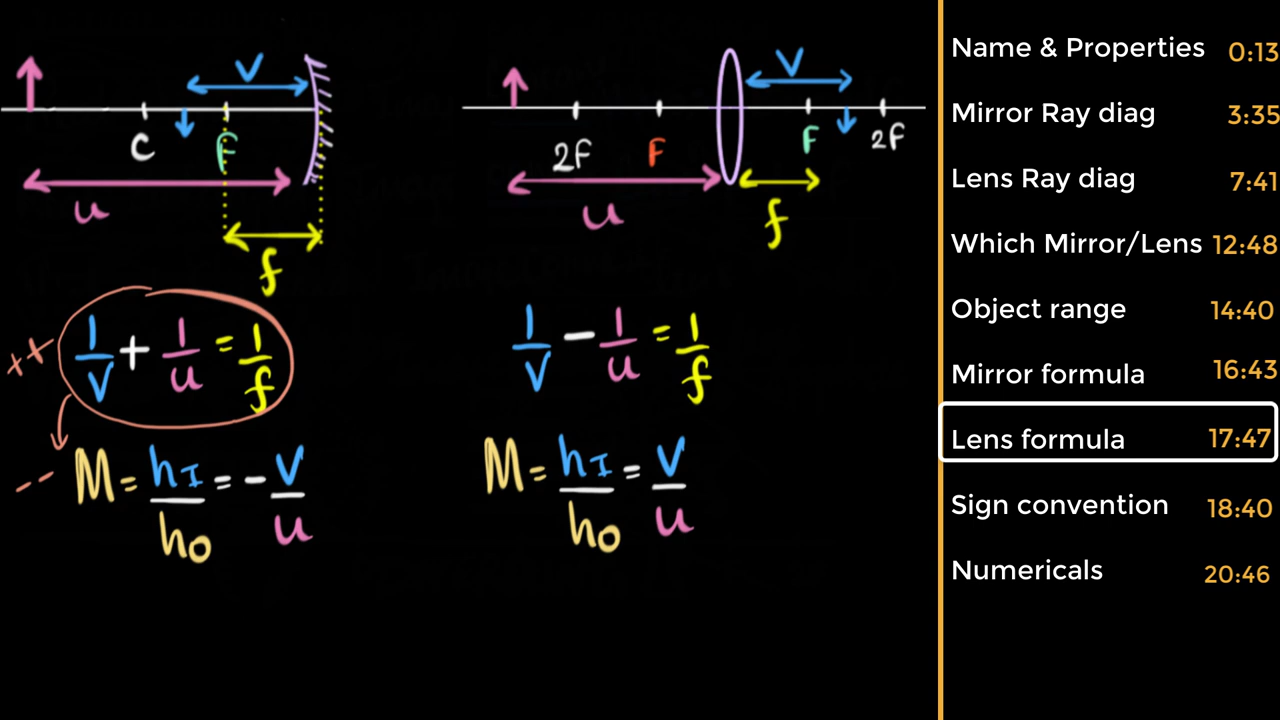 V
C
F
u
f
1/V + 1/u = 1/f
++
--
M = hI/hO = - V/u
V
2F F F 2F
u
f
1/V - 1/u = 1/f
M = hI/hO = V/u
Name & Properties 0:13
Mirror Ray diag 3:35
Lens Ray diag 7:41
Which Mirror/Lens 12:48
Object range 14:40
Mirror formula 16:43
Lens formula 17:47
Sign convention 18:40
Numericals 20:46